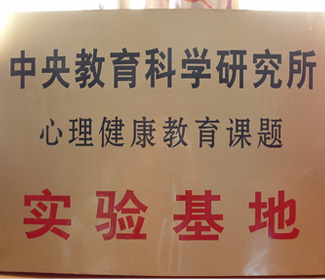 中央教育科学研究所
心理健康教育课题
实验基地